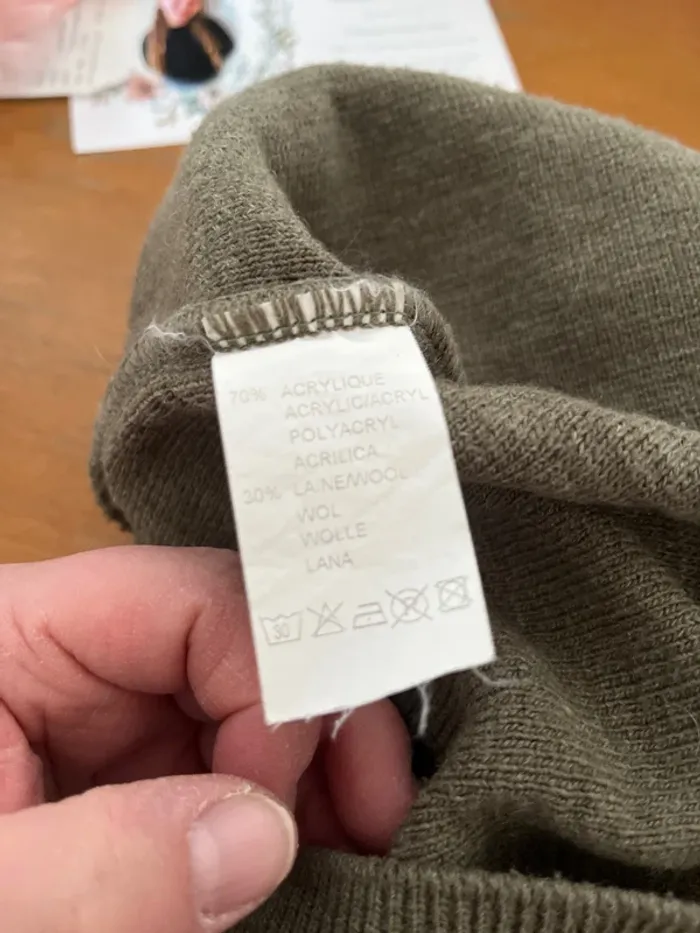 70% ACRYLIQUE
ACRYLIC/ACRYL
POLYACRYL
ACRILICA
30% LAINE/WOOL
WOL
WOLLE
LANA
30